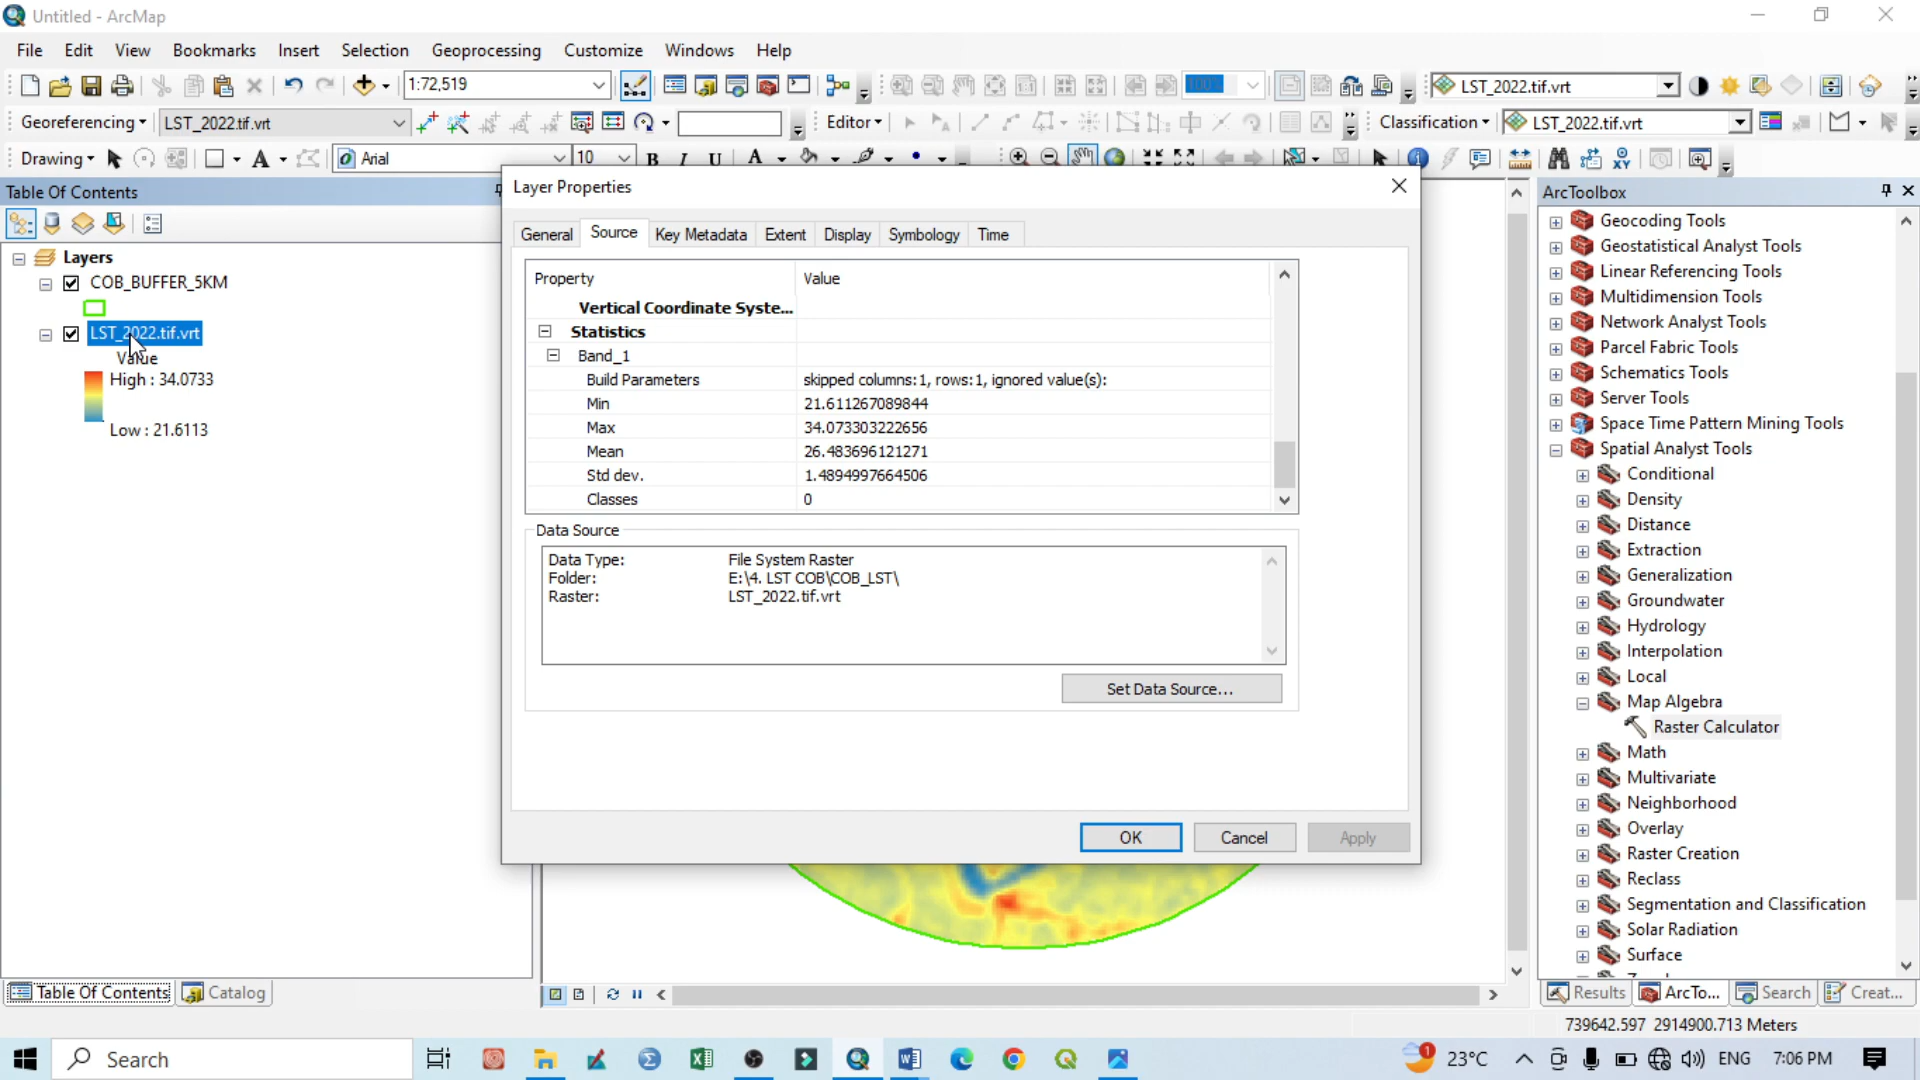 Untitled - ArcMap
File Edit View Bookmarks Insert Selection Geoprocessing Customize Windows Help
1:72,519 100% LST_2022.tif.vrt
Georeferencing LST_2022.tif.vrt Editor Classification LST_2022.tif.vrt
Drawing A Arial 10 B I U A
Table Of Contents
Layers
COB_BUFFER_5KM
LST_2022.tif.vrt
Value
High : 34.0733
Low : 21.6113
Table Of Contents Catalog
Layer Properties
General Source Key Metadata Extent Display Symbology Time
Property Value
Vertical Coordinate Syste...
Statistics
Band_1
Build Parameters skipped columns:1, rows:1, ignored value(s):
Min 21.611267089844
Max 34.073303222656
Mean 26.483696121271
Std dev. 1.4894997664506
Classes 0
Data Source
Data Type: File System Raster
Folder: E:\4. LST COB\COB_LST\
Raster: LST_2022.tif.vrt
Set Data Source...
OK Cancel Apply
ArcToolbox
Geocoding Tools
Geostatistical Analyst Tools
Linear Referencing Tools
Multidimension Tools
Network Analyst Tools
Parcel Fabric Tools
Schematics Tools
Server Tools
Space Time Pattern Mining Tools
Spatial Analyst Tools
Conditional
Density
Distance
Extraction
Generalization
Groundwater
Hydrology
Interpolation
Local
Map Algebra
Raster Calculator
Math
Multivariate
Neighborhood
Overlay
Raster Creation
Reclass
Segmentation and Classification
Solar Radiation
Surface
Results ArcTo... Search Creat...
739642.597 2914900.713 Meters
Search 1 23°C ENG 7:06 PM